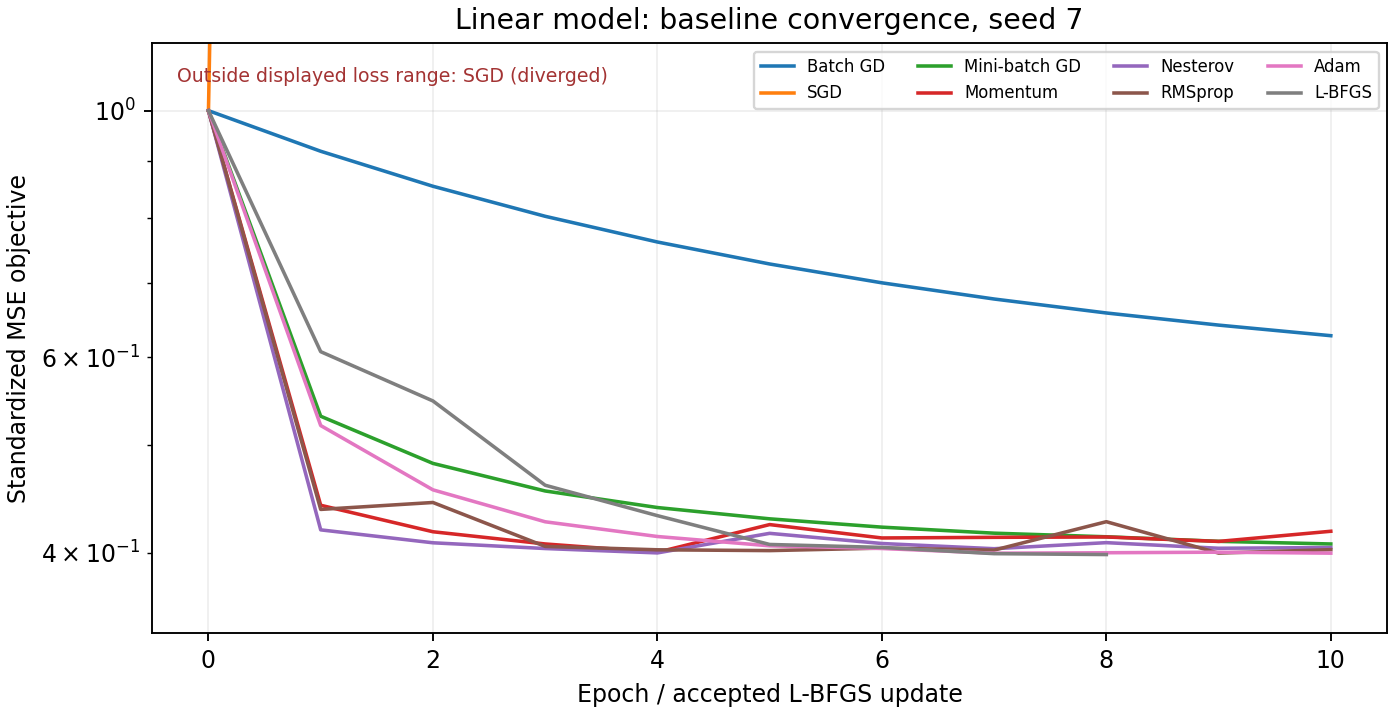 Linear model: baseline convergence, seed 7
Outside displayed loss range: SGD (diverged)
Batch GD
SGD
Mini-batch GD
Momentum
Nesterov
RMSprop
Adam
L-BFGS
Standardized MSE objective
10⁰
6 × 10⁻¹
4 × 10⁻¹
0 2 4 6 8 10
Epoch / accepted L-BFGS update